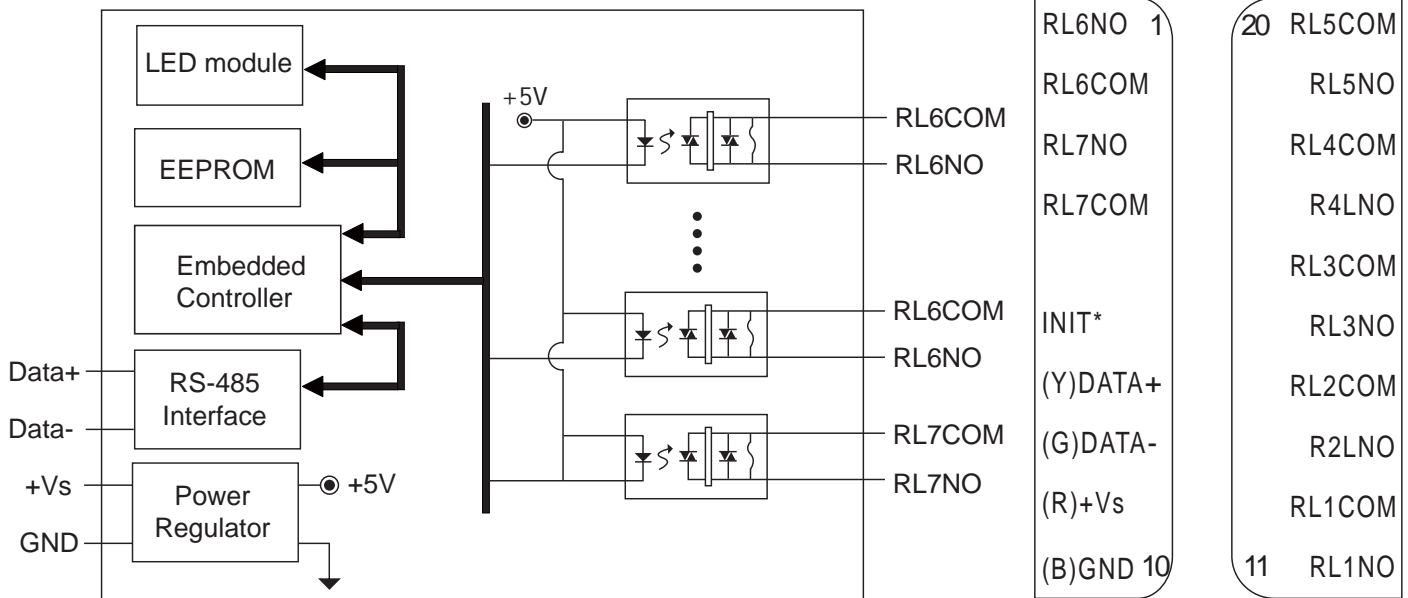 LED module
EEPROM
Embedded
Controller
RS-485
Interface
Power
Regulator
Data+
Data-
+Vs
GND
+5V
+5V
RL6COM
RL6NO
RL6COM
RL6NO
RL7COM
RL7NO
RL6NO 1
RL6COM
RL7NO
RL7COM
INIT*
(Y)DATA+
(G)DATA-
(R)+Vs
(B)GND 10
20 RL5COM
RL5NO
RL4COM
R4LNO
RL3COM
RL3NO
RL2COM
R2LNO
RL1COM
11 RL1NO